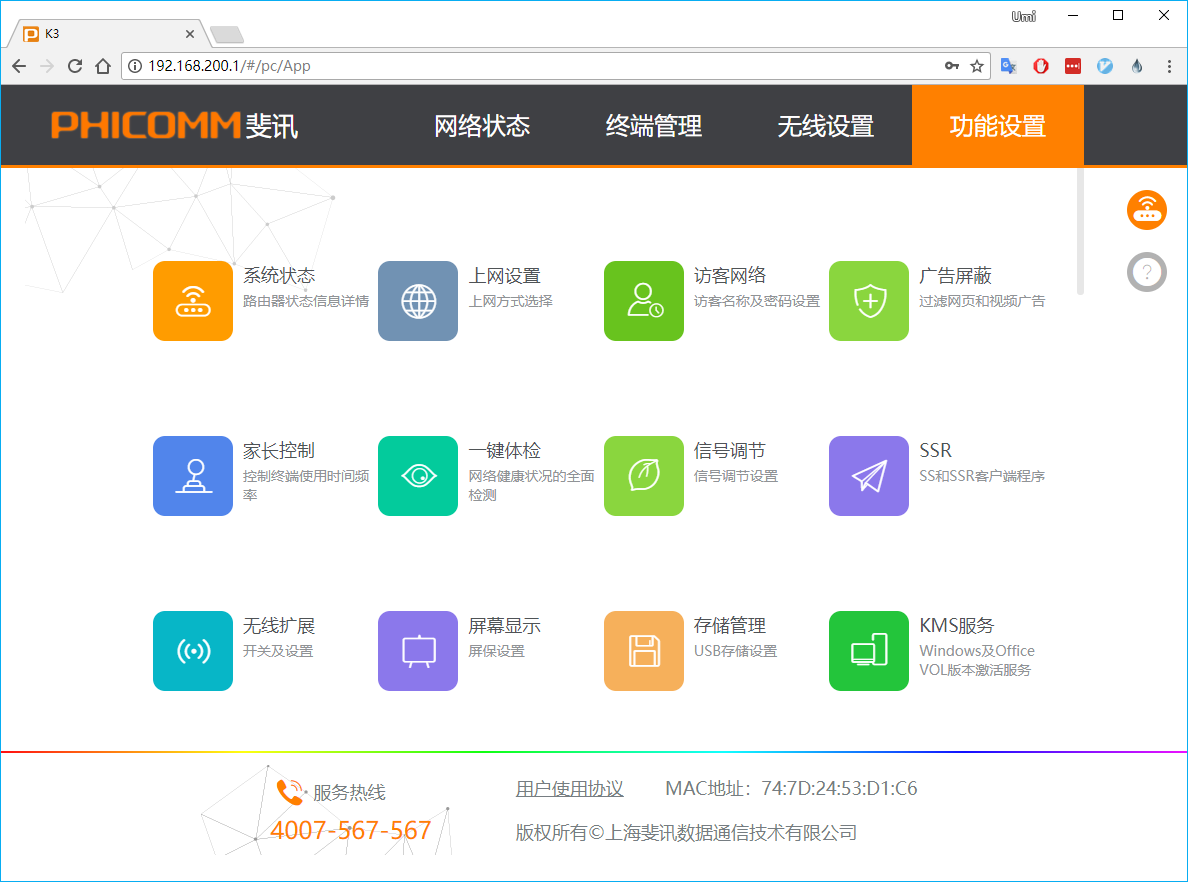 Umi
K3
192.168.200.1/#/pc/App
PHICOMM 斐讯
网络状态
终端管理
无线设置
功能设置
系统状态
路由器状态信息详情
上网设置
上网方式选择
访客网络
访客名称及密码设置
广告屏蔽
过滤网页和视频广告
?
家长控制
控制终端使用时间频
率
一键体检
网络健康状况的全面
检测
信号调节
信号调节设置
SSR
SS和SSR客户端程序
无线扩展
开关及设置
屏幕显示
屏保设置
存储管理
USB存储设置
KMS服务
Windows及Office
VOL版本激活服务
服务热线
4007-567-567
用户使用协议
MAC地址：74:7D:24:53:D1:C6
版权所有©上海斐讯数据通信技术有限公司